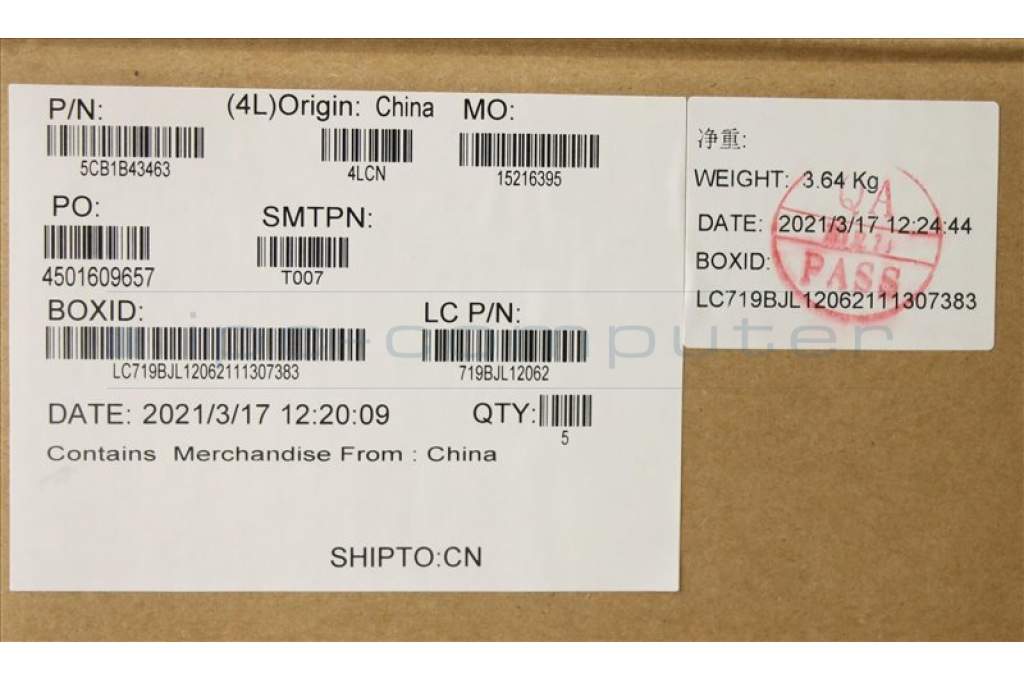 P/N:
5CB1B43463
(4L)Origin: China
4LCN
MO:
15216395
PO:
4501609657
SMTPN:
T007
BOXID:
LC719BJL12062111307383
LC P/N:
719BJL12062
DATE: 2021/3/17 12:20:09
QTY:
5
Contains Merchandise From : China
SHIPTO:CN
净重:
WEIGHT: 3.64 Kg
DATE: 2021/3/17 12:24:44
BOXID:
LC719BJL12062111307383
QA
PASS
ipc-computer